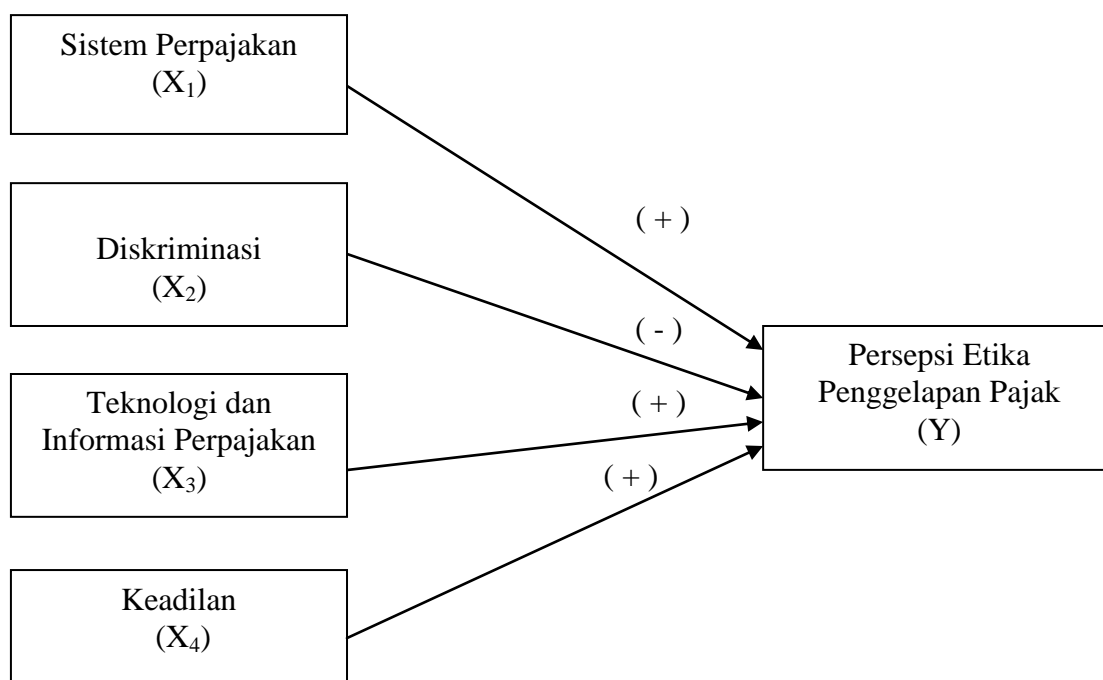 Sistem Perpajakan
(X₁)
( + )
Diskriminasi
(X₂)
( - )
Persepsi Etika
Penggelapan Pajak
(Y)
Teknologi dan
Informasi Perpajakan
(X₃)
( + )
( + )
Keadilan
(X₄)